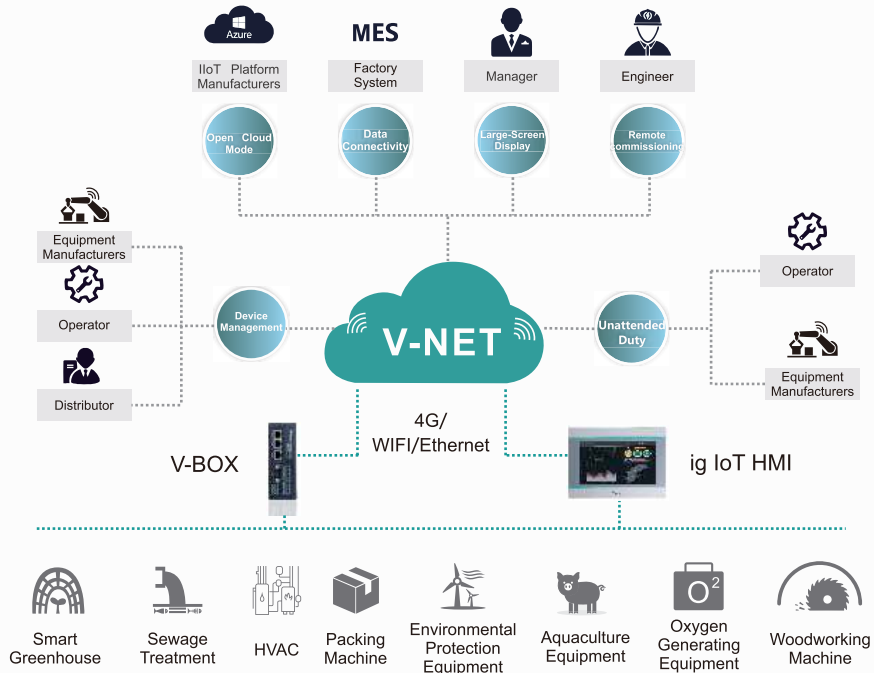 Azure
MES
IIoT Platform
Manufacturers
Factory
System
Manager
Engineer
Open Cloud
Mode
Data
Connectivity
Large-Screen
Display
Remote
ommissioning
Equipment
Manufacturers
Operator
Distributor
Device
Management
V-NET
Unattended
Duty
Operator
Equipment
Manufacturers
4G/
WIFI/Ethernet
V-BOX
ig IoT HMI
O2
Smart
Greenhouse
Sewage
Treatment
HVAC
Packing
Machine
Environmental
Protection
Equipment
Aquaculture
Equipment
Oxygen
Generating
Equipment
Woodworking
Machine